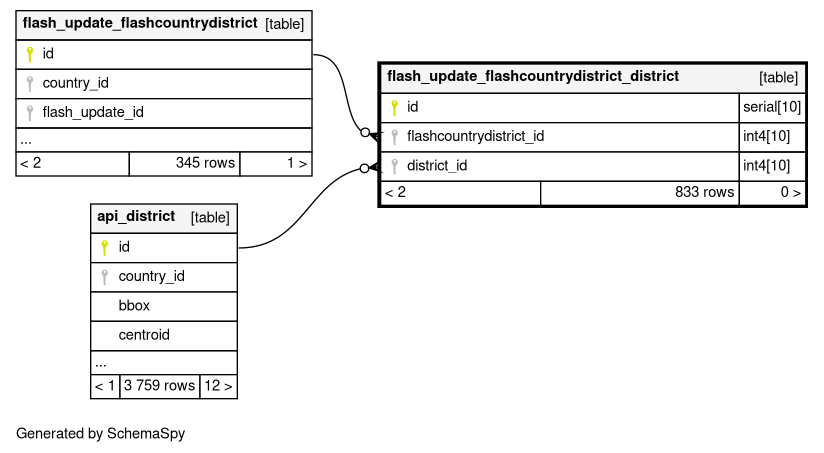 flash_update_flashcountrydistrict [table]
id
country_id
flash_update_id
...
< 2 345 rows 1 >
flash_update_flashcountrydistrict_district [table]
id serial[10]
flashcountrydistrict_id int4[10]
district_id int4[10]
< 2 833 rows 0 >
api_district [table]
id
country_id
bbox
centroid
...
< 1 3 759 rows 12 >
Generated by SchemaSpy